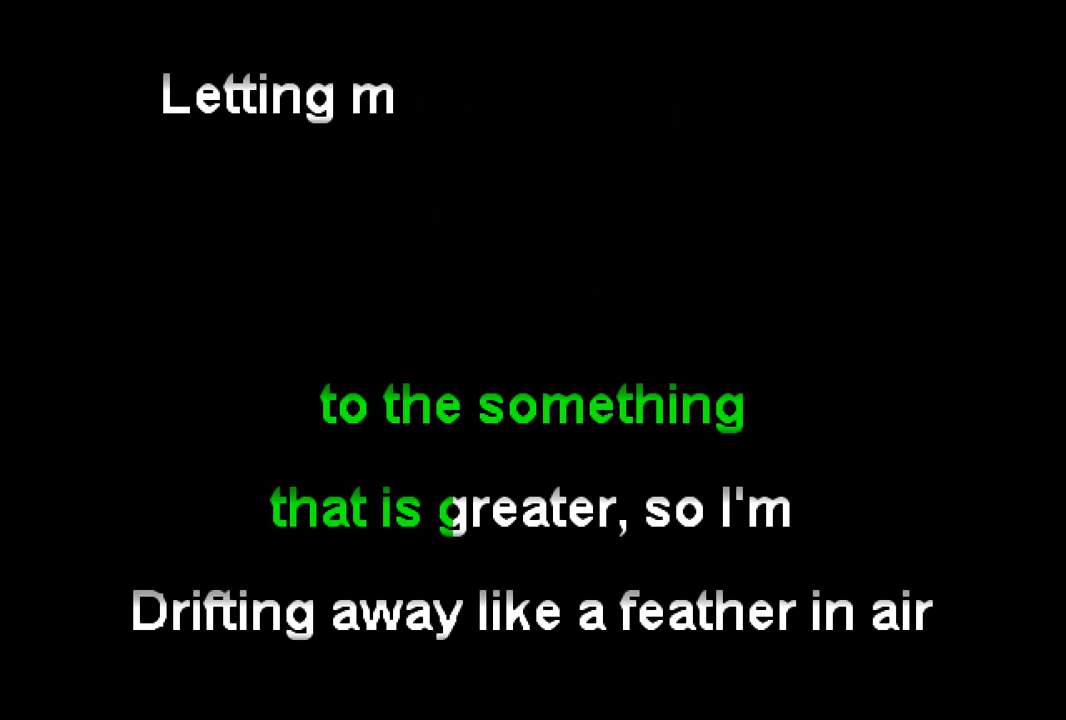 Letting m
to the something
that is greater, so I'm
Drifting away like a feather in air